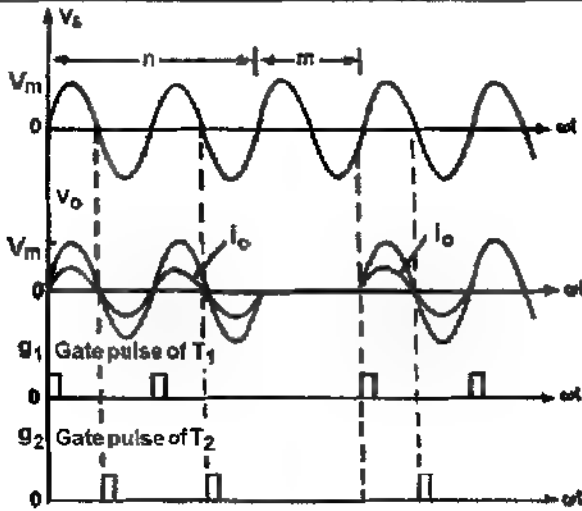 Vs
n m
Vm
0 ωt
Vo
Vm io io
0 ωt
g1 Gate pulse of T1
0 ωt
g2 Gate pulse of T2
0 ωt